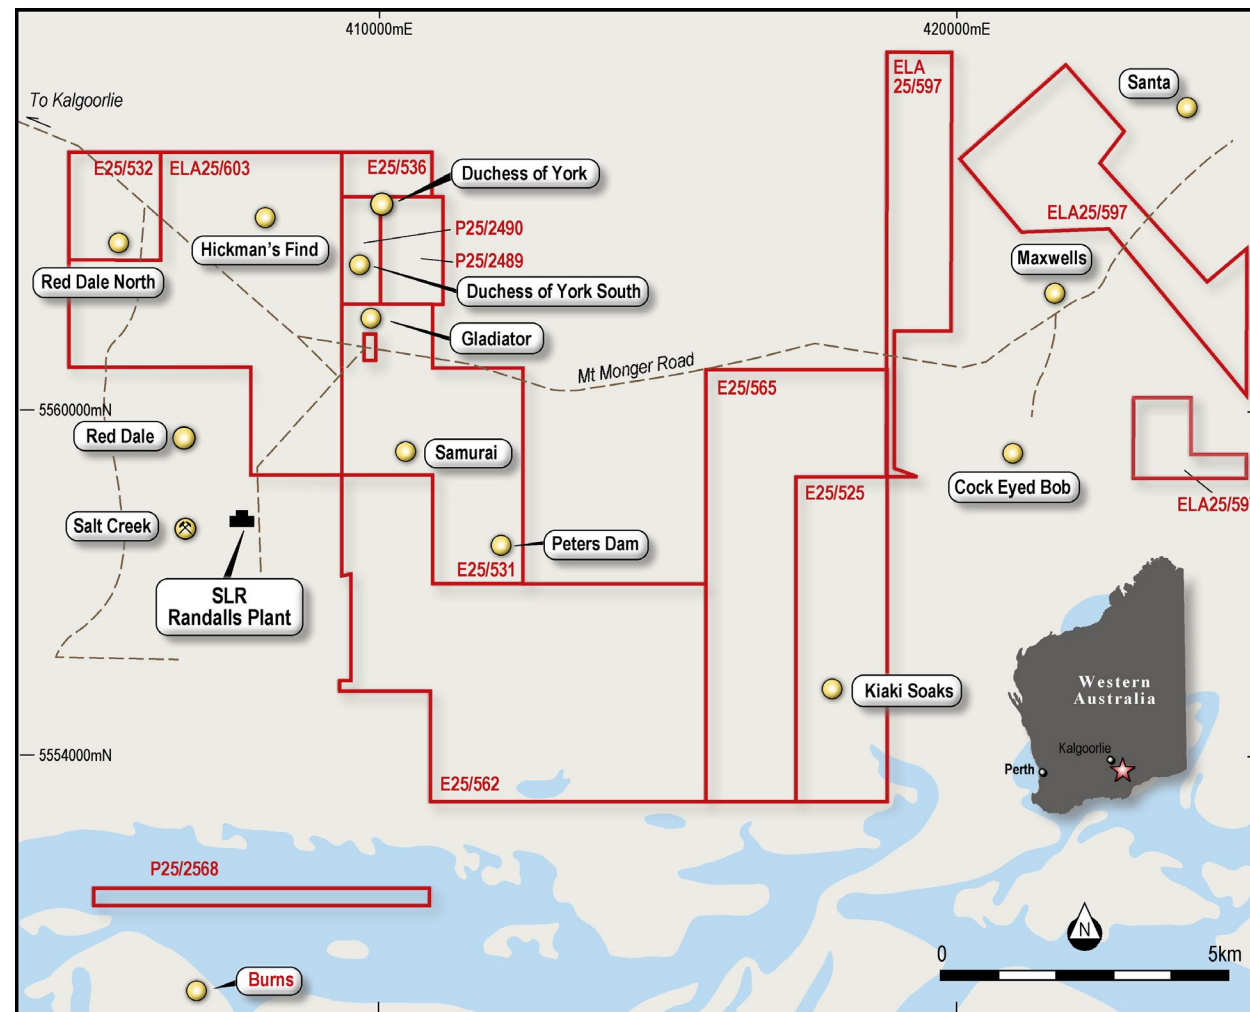 410000mE
420000mE
ELA
25/597
Santa
To Kalgoorlie
E25/532
ELA25/603
E25/536
Duchess of York
ELA25/597
P25/2490
Hickman's Find
Maxwells
P25/2489
Red Dale North
Duchess of York South
Gladiator
Mt Monger Road
E25/565
5560000mN
Red Dale
Samurai
Cock Eyed Bob
E25/525
ELA25/59
Salt Creek
Peters Dam
E25/531
SLR
Randalls Plant
Kiaki Soaks
Western
Australia
Kalgoorlie
Perth
5554000mN
E25/562
P25/2568
N
0
5km
Burns